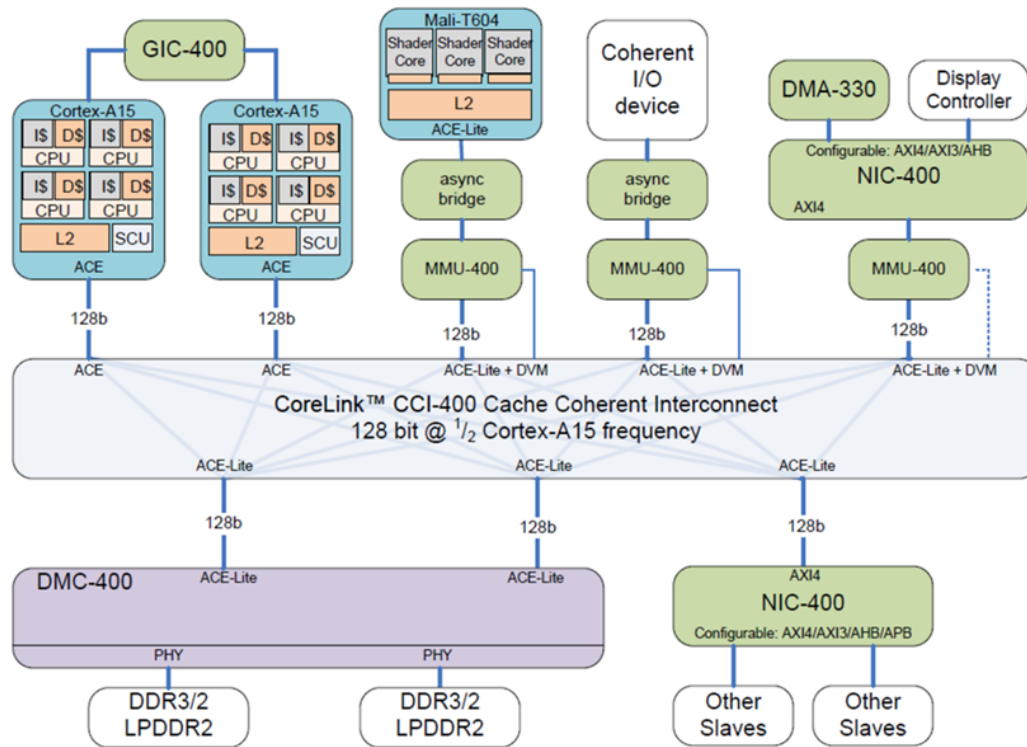 GIC-400
Mali-T604
Shader Core
Shader Core
Shader Core
L2
ACE-Lite
Coherent
I/O
device
DMA-330
Display
Controller
Cortex-A15
I$ D$ I$ D$
CPU CPU
I$ D$ I$ D$
CPU CPU
L2 SCU
ACE
Cortex-A15
I$ D$ I$ D$
CPU CPU
I$ D$ I$ D$
CPU CPU
L2 SCU
ACE
async
bridge
async
bridge
Configurable: AXI4/AXI3/AHB
NIC-400
AXI4
MMU-400
MMU-400
MMU-400
128b
128b
128b
128b
128b
ACE
ACE
ACE-Lite + DVM
ACE-Lite + DVM
ACE-Lite + DVM
CoreLink™ CCI-400 Cache Coherent Interconnect
128 bit @ 1/2 Cortex-A15 frequency
ACE-Lite
ACE-Lite
ACE-Lite
128b
128b
128b
DMC-400
ACE-Lite
ACE-Lite
PHY
PHY
AXI4
NIC-400
Configurable: AXI4/AXI3/AHB/APB
DDR3/2
LPDDR2
DDR3/2
LPDDR2
Other
Slaves
Other
Slaves